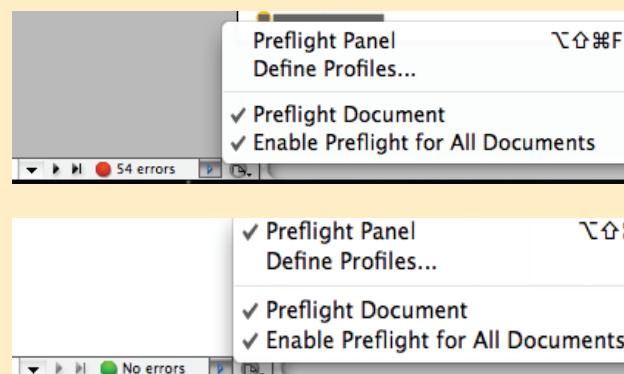 Preflight Panel ⌥⇧⌘F
Define Profiles...
✓ Preflight Document
✓ Enable Preflight for All Documents
54 errors
✓ Preflight Panel ⌥⇧
Define Profiles...
✓ Preflight Document
✓ Enable Preflight for All Documents
No errors